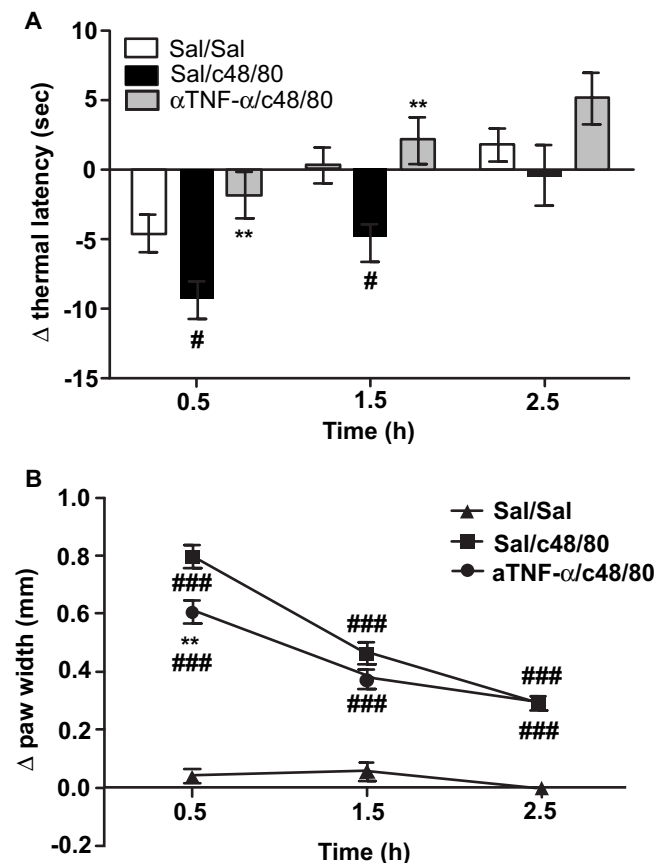 A
10
5
0
-5
-10
-15
Δ thermal latency (sec)
Sal/Sal
Sal/c48/80
αTNF-α/c48/80
**
**
#
#
0.5 1.5 2.5
Time (h)
B
1.0
0.8
0.6
0.4
0.2
0.0
-0.2
Δ paw width (mm)
Sal/Sal
Sal/c48/80
aTNF-α/c48/80
###
**
###
###
###
###
###
0.5 1.5 2.5
Time (h)